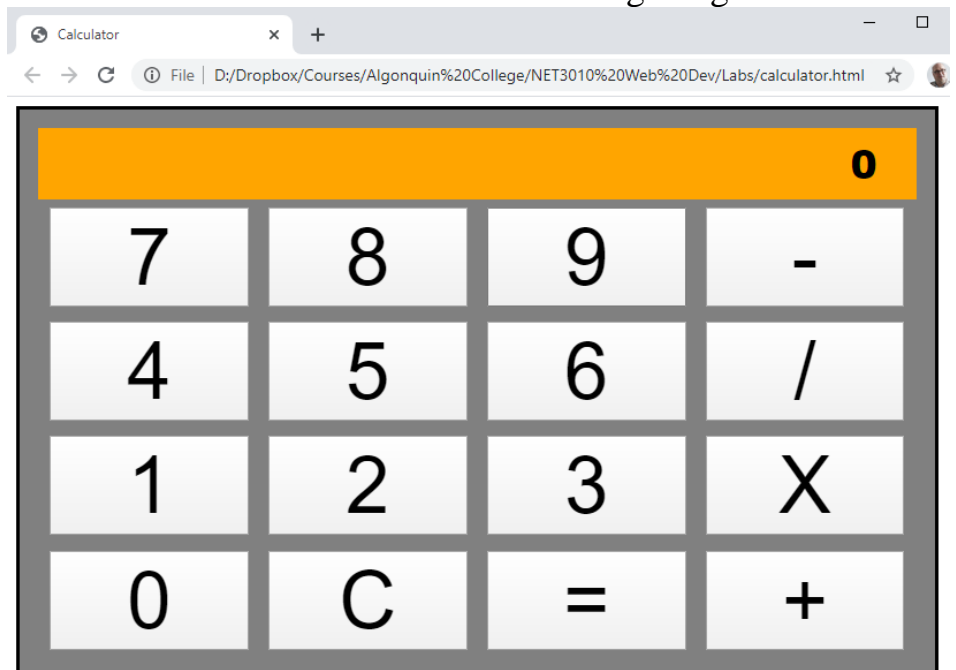 Calculator
File | D:/Dropbox/Courses/Algonquin%20College/NET3010%20Web%20Dev/Labs/calculator.html
0
7 8 9 -
4 5 6 /
1 2 3 X
0 C = +